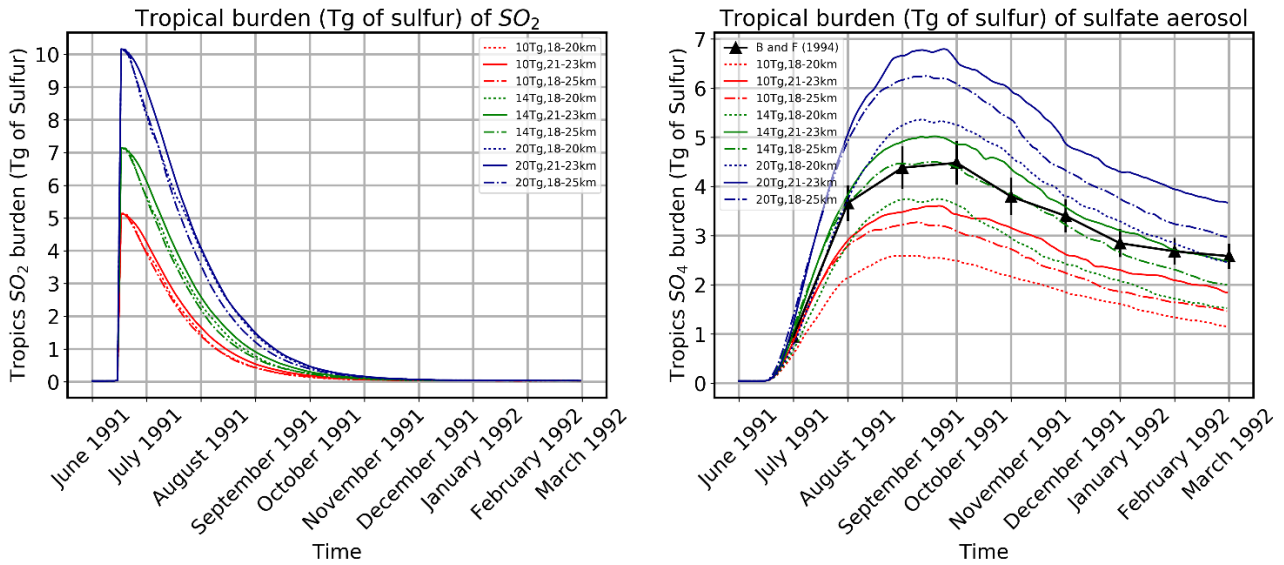 Tropical burden (Tg of sulfur) of SO₂
Tropics SO₂ burden (Tg of Sulfur)
10
9
8
7
6
5
4
3
2
1
0
10Tg,18-20km
10Tg,21-23km
10Tg,18-25km
14Tg,18-20km
14Tg,21-23km
14Tg,18-25km
20Tg,18-20km
20Tg,21-23km
20Tg,18-25km
June 1991
July 1991
August 1991
September 1991
October 1991
November 1991
December 1991
January 1992
February 1992
March 1992
Time
Tropical burden (Tg of sulfur) of sulfate aerosol
Tropics SO₄ burden (Tg of Sulfur)
7
6
5
4
3
2
1
0
B and F (1994)
10Tg,18-20km
10Tg,21-23km
10Tg,18-25km
14Tg,18-20km
14Tg,21-23km
14Tg,18-25km
20Tg,18-20km
20Tg,21-23km
20Tg,18-25km
June 1991
July 1991
August 1991
September 1991
October 1991
November 1991
December 1991
January 1992
February 1992
March 1992
Time